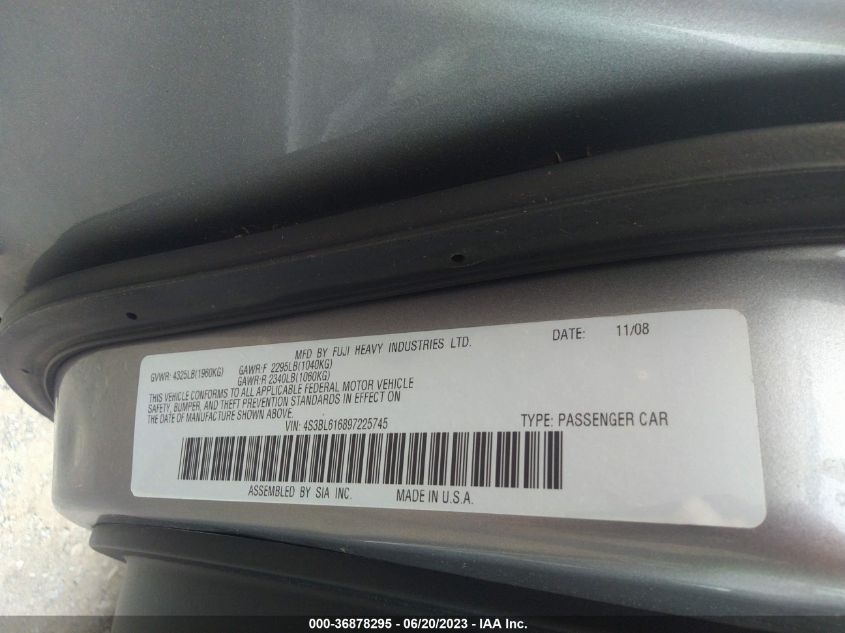 MFD BY FUJI HEAVY INDUSTRIES LTD.
DATE: 11/08
GVWR: 4325LB(1960KG)
GAWR:F 2295LB(1040KG)
GAWR:R 2340LB(1060KG)
THIS VEHICLE CONFORMS TO ALL APPLICABLE FEDERAL MOTOR VEHICLE
SAFETY, BUMPER, AND THEFT PREVENTION STANDARDS IN EFFECT ON
THE DATE OF MANUFACTURE SHOWN ABOVE.
VIN: 4S3BL616897225745
TYPE: PASSENGER CAR
ASSEMBLED BY SIA INC.
MADE IN U.S.A.
000-36878295 - 06/20/2023 - IAA Inc.